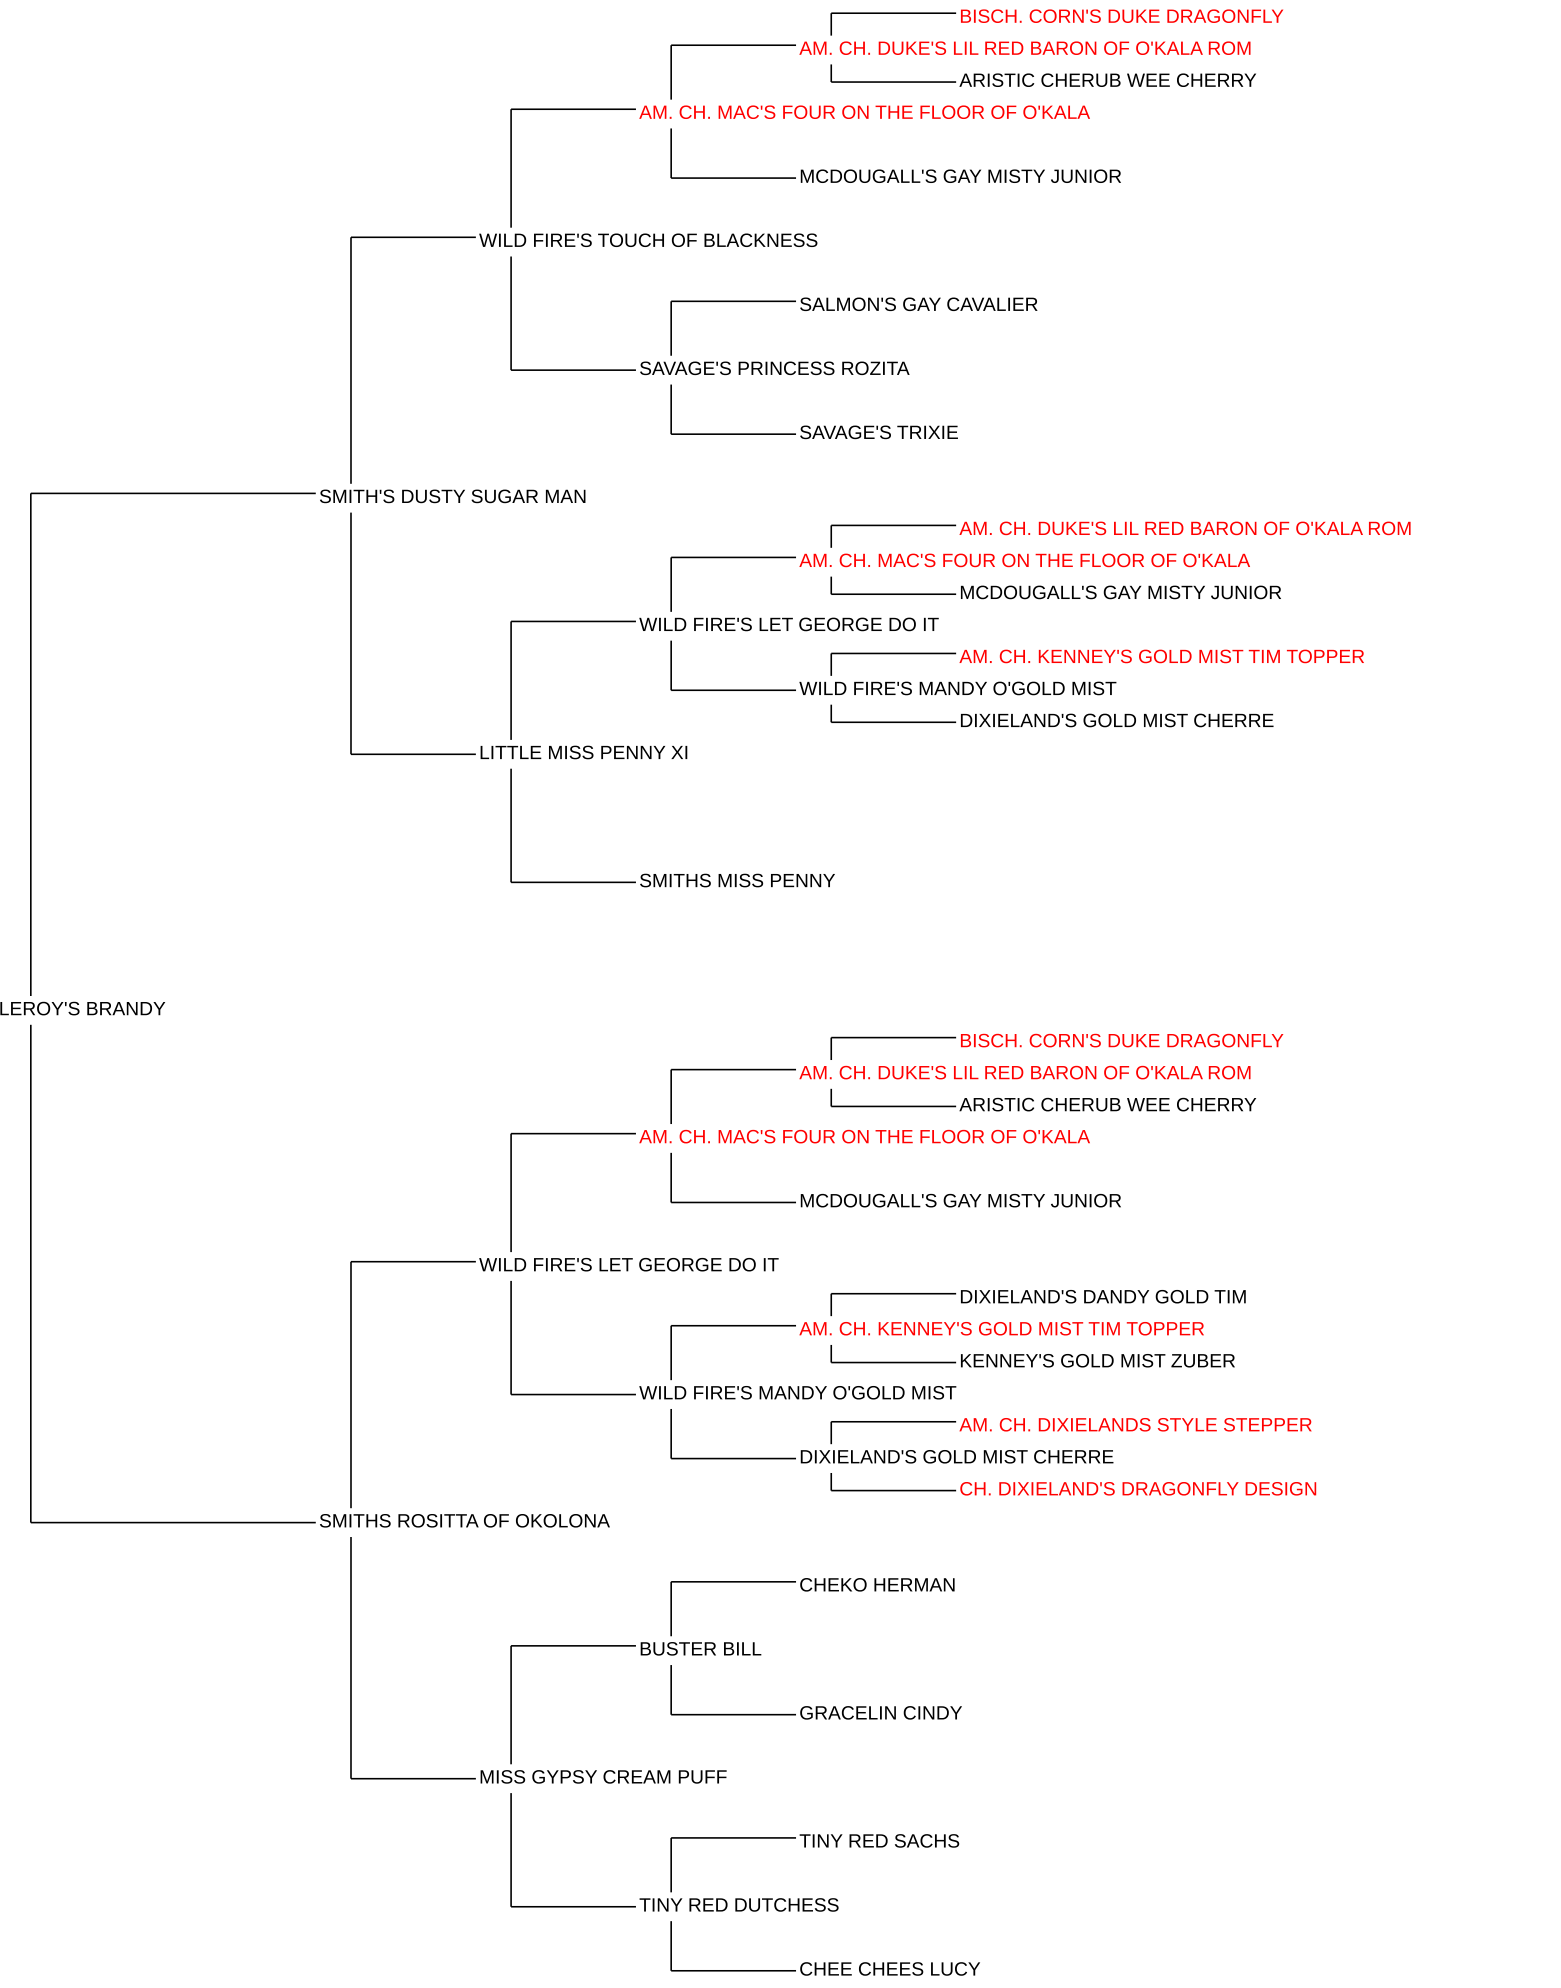 BISCH. CORN'S DUKE DRAGONFLY
AM. CH. DUKE'S LIL RED BARON OF O'KALA ROM
ARISTIC CHERUB WEE CHERRY
AM. CH. MAC'S FOUR ON THE FLOOR OF O'KALA
MCDOUGALL'S GAY MISTY JUNIOR
WILD FIRE'S TOUCH OF BLACKNESS
SALMON'S GAY CAVALIER
SAVAGE'S PRINCESS ROZITA
SAVAGE'S TRIXIE
SMITH'S DUSTY SUGAR MAN
AM. CH. DUKE'S LIL RED BARON OF O'KALA ROM
AM. CH. MAC'S FOUR ON THE FLOOR OF O'KALA
MCDOUGALL'S GAY MISTY JUNIOR
WILD FIRE'S LET GEORGE DO IT
AM. CH. KENNEY'S GOLD MIST TIM TOPPER
WILD FIRE'S MANDY O'GOLD MIST
DIXIELAND'S GOLD MIST CHERRE
LITTLE MISS PENNY XI
SMITHS MISS PENNY
LEROY'S BRANDY
BISCH. CORN'S DUKE DRAGONFLY
AM. CH. DUKE'S LIL RED BARON OF O'KALA ROM
ARISTIC CHERUB WEE CHERRY
AM. CH. MAC'S FOUR ON THE FLOOR OF O'KALA
MCDOUGALL'S GAY MISTY JUNIOR
WILD FIRE'S LET GEORGE DO IT
DIXIELAND'S DANDY GOLD TIM
AM. CH. KENNEY'S GOLD MIST TIM TOPPER
KENNEY'S GOLD MIST ZUBER
WILD FIRE'S MANDY O'GOLD MIST
AM. CH. DIXIELANDS STYLE STEPPER
DIXIELAND'S GOLD MIST CHERRE
CH. DIXIELAND'S DRAGONFLY DESIGN
SMITHS ROSITTA OF OKOLONA
CHEKO HERMAN
BUSTER BILL
GRACELIN CINDY
MISS GYPSY CREAM PUFF
TINY RED SACHS
TINY RED DUTCHESS
CHEE CHEES LUCY